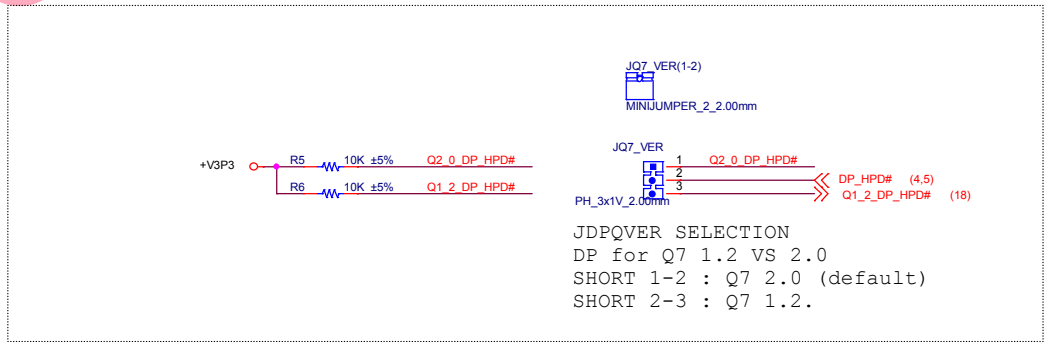 JQ7_VER(1-2)
MINIJUMPER_2_2.00mm
JQ7_VER
+V3P3 R5 10K ±5% Q2_0_DP_HPD# 1 Q2_0_DP_HPD#
2 DP_HPD# (4,5)
R6 10K ±5% Q1_2_DP_HPD# 3 Q1_2_DP_HPD# (18)
PH_3x1V_2.00mm
JDPQVER SELECTION
DP for Q7 1.2 VS 2.0
SHORT 1-2 : Q7 2.0 (default)
SHORT 2-3 : Q7 1.2.